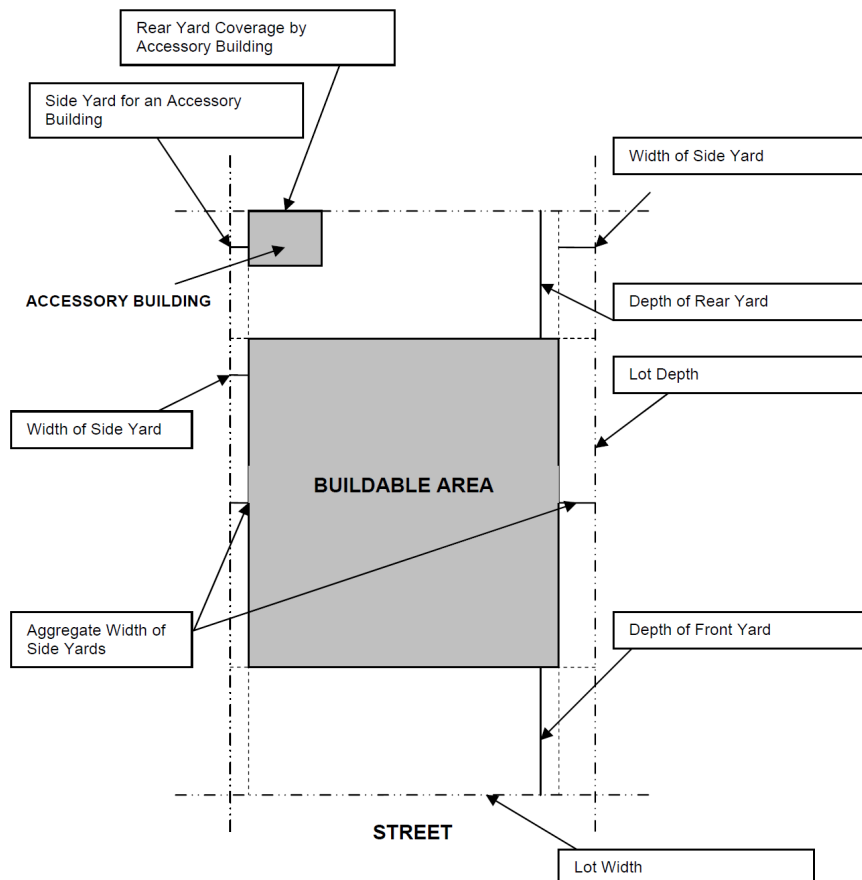 Rear Yard Coverage by
Accessory Building
Side Yard for an Accessory
Building
Width of Side Yard
ACCESSORY BUILDING
Depth of Rear Yard
Lot Depth
Width of Side Yard
BUILDABLE AREA
Aggregate Width of
Side Yards
Depth of Front Yard
STREET
Lot Width